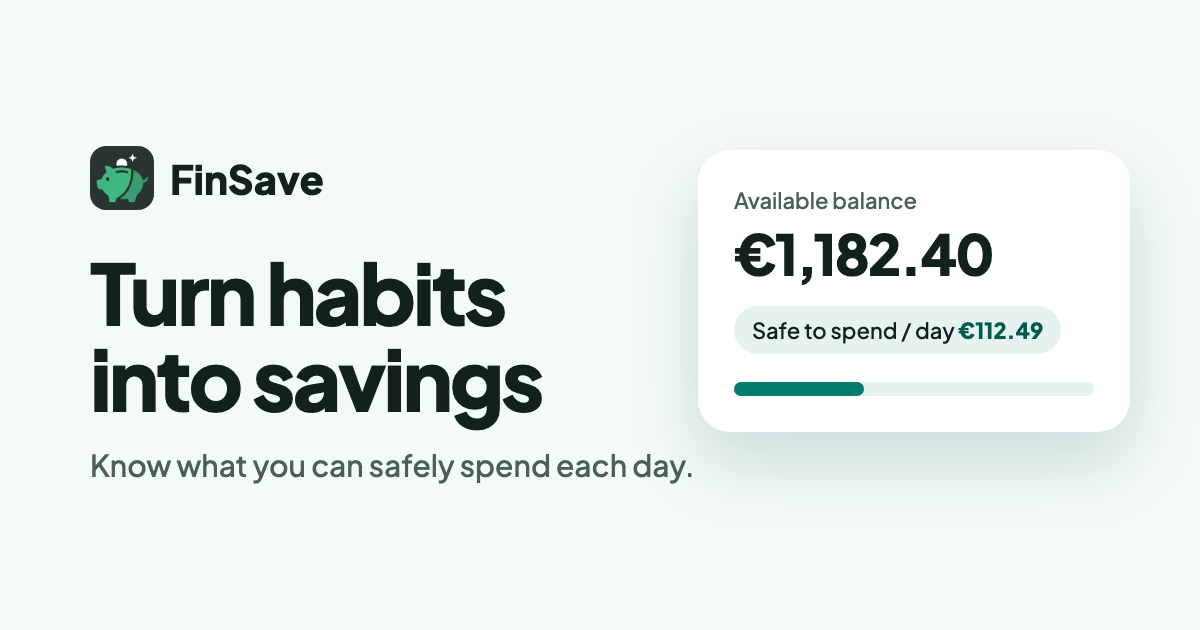 FinSave
Turn habits
into savings
Know what you can safely spend each day.
Available balance
€1,182.40
Safe to spend / day €112.49